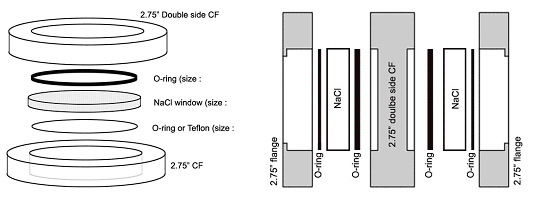 2.75" Double side CF
O-ring (size :
NaCl window (size :
O-ring or Teflon (size :
2.75" CF
2.75" flange
O-ring
NaCl
O-ring
2.75" doulbe side CF
O-ring
NaCl
O-ring
2.75" flange